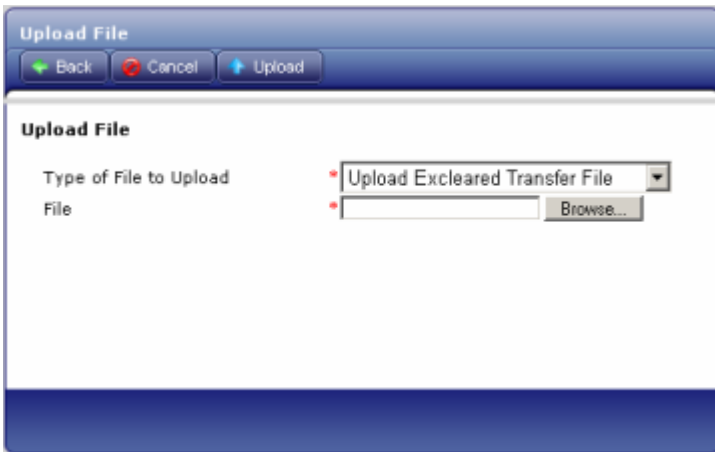 Upload File
Back Cancel Upload
Upload File
Type of File to Upload * Upload Excleared Transfer File
File * Browse...